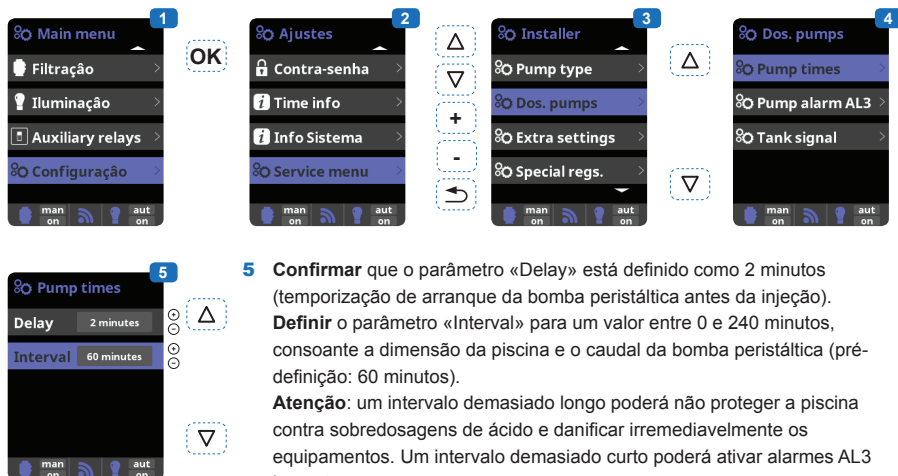 1
Main menu
Filtraçâo
Iluminaçâo
Auxiliary relays
Configuraçâo
man on
aut on
OK
2
Ajustes
Contra-senha
Time info
Info Sistema
Service menu
man on
aut on
+
-
3
Installer
Pump type
Dos. pumps
Extra settings
Special regs.
man on
aut on
4
Dos. pumps
Pump times
Pump alarm AL3
Tank signal
man on
aut on
5
Pump times
Delay 2 minutes
Interval 60 minutes
man on
aut on
5 Confirmar que o parâmetro «Delay» está definido como 2 minutos
(temporização de arranque da bomba peristáltica antes da injeção).
Definir o parâmetro «Interval» para um valor entre 0 e 240 minutos,
consoante a dimensão da piscina e o caudal da bomba peristáltica (pré-
definição: 60 minutos).
Atenção: um intervalo demasiado longo poderá não proteger a piscina
contra sobredosagens de ácido e danificar irremediavelmente os
equipamentos. Um intervalo demasiado curto poderá ativar alarmes AL3